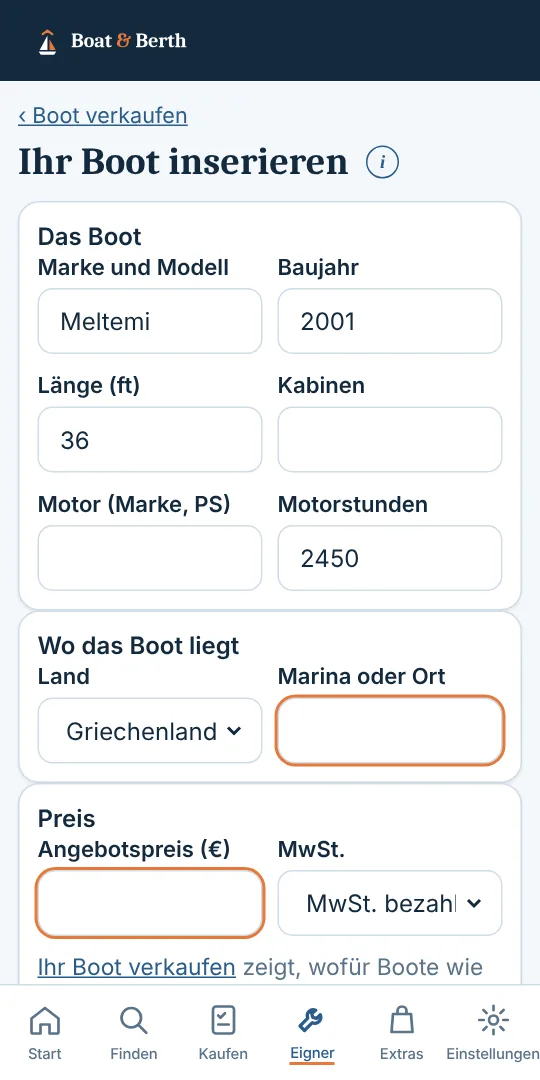 Boat & Berth
‹ Boot verkaufen
Ihr Boot inserieren i
Das Boot
Marke und Modell Baujahr
Meltemi 2001
Länge (ft) Kabinen
36
Motor (Marke, PS) Motorstunden
2450
Wo das Boot liegt
Land Marina oder Ort
Griechenland
Preis
Angebotspreis (€) MwSt.
MwSt. bezahl
Ihr Boot verkaufen zeigt, wofür Boote wie
Start Finden Kaufen Eigner Extras Einstellungen